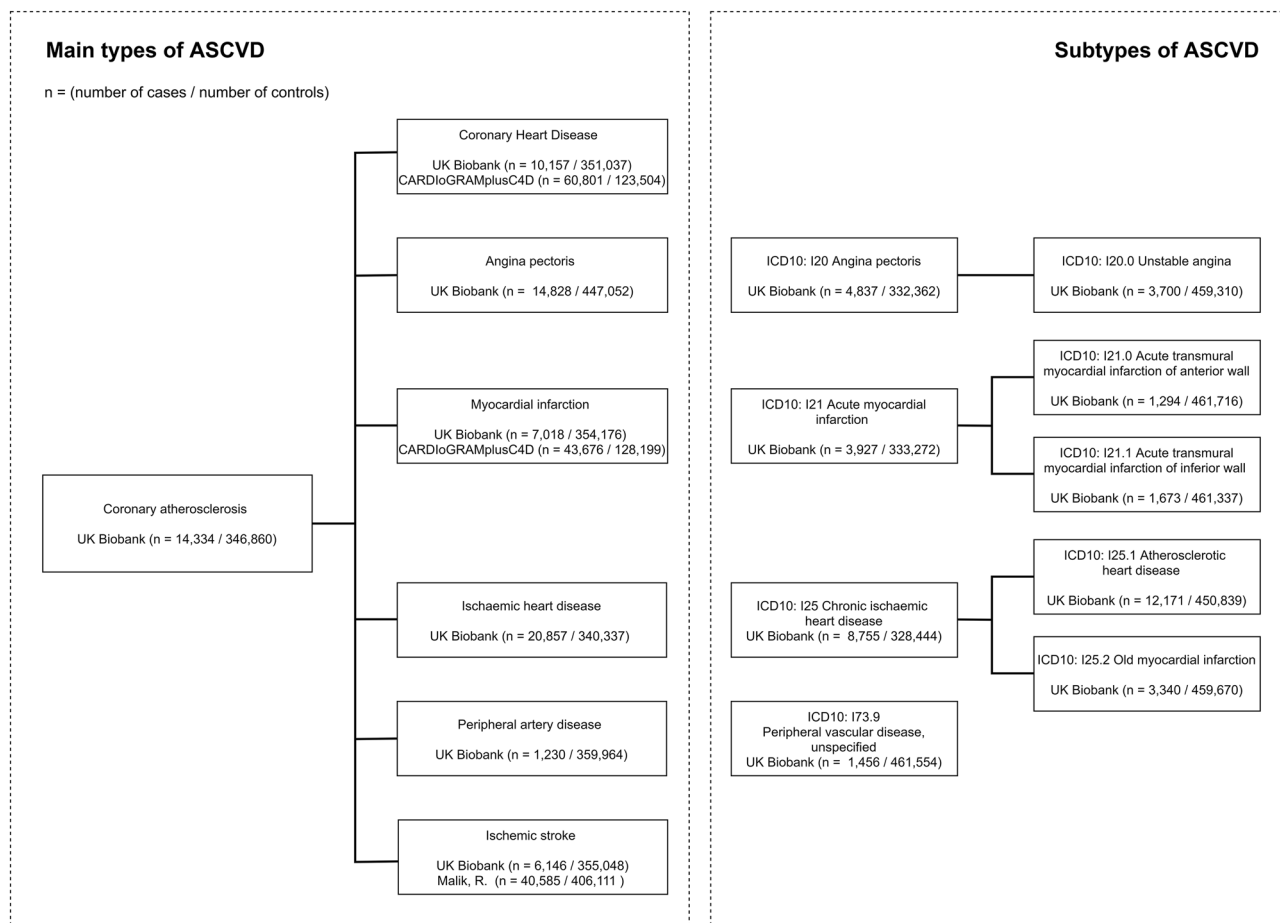 Main types of ASCVD
n = (number of cases / number of controls)
Coronary atherosclerosis
UK Biobank (n = 14,334 / 346,860)
Coronary Heart Disease
UK Biobank (n = 10,157 / 351,037)
CARDIoGRAMplusC4D (n = 60,801 / 123,504)
Angina pectoris
UK Biobank (n =  14,828 / 447,052)
Myocardial infarction
UK Biobank (n = 7,018 / 354,176)
CARDIoGRAMplusC4D (n = 43,676 / 128,199)
Ischaemic heart disease
UK Biobank (n = 20,857 / 340,337)
Peripheral artery disease
UK Biobank (n = 1,230 / 359,964)
Ischemic stroke
UK Biobank (n = 6,146 / 355,048)
Malik, R.  (n = 40,585 / 406,111 )
Subtypes of ASCVD
ICD10: I20 Angina pectoris
UK Biobank (n = 4,837 / 332,362)
ICD10: I20.0 Unstable angina
UK Biobank (n = 3,700 / 459,310)
ICD10: I21 Acute myocardial
infarction
UK Biobank (n = 3,927 / 333,272)
ICD10: I21.0 Acute transmural
myocardial infarction of anterior wall
UK Biobank (n = 1,294 / 461,716)
ICD10: I21.1 Acute transmural
myocardial infarction of inferior wall
UK Biobank (n = 1,673 / 461,337)
ICD10: I25 Chronic ischaemic
heart disease
UK Biobank (n =  8,755 / 328,444)
ICD10: I25.1 Atherosclerotic
heart disease
UK Biobank (n = 12,171 / 450,839)
ICD10: I25.2 Old myocardial infarction
UK Biobank (n = 3,340 / 459,670)
ICD10: I73.9
Peripheral vascular disease,
unspecified
UK Biobank (n =  1,456 / 461,554)